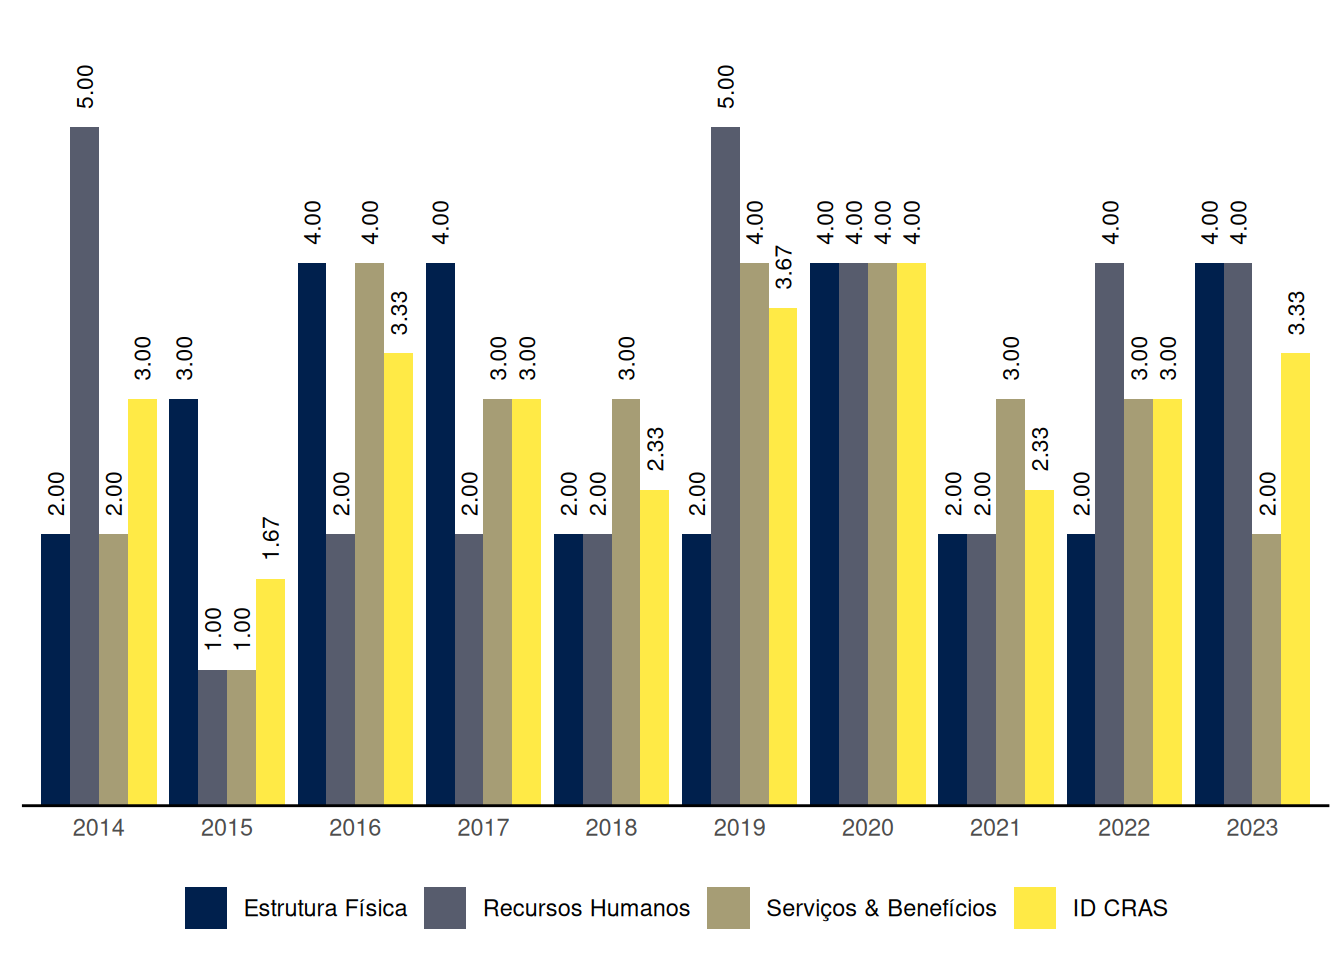 2.00 5.00 2.00 3.00
3.00 1.00 1.00 1.67
4.00 2.00 4.00 3.33
4.00 2.00 3.00 3.00
2.00 2.00 3.00 2.33
2.00 5.00 4.00 3.67
4.00 4.00 4.00 4.00
2.00 2.00 3.00 2.33
2.00 4.00 3.00 3.00
4.00 4.00 2.00 3.33
2014 2015 2016 2017 2018 2019 2020 2021 2022 2023
Estrutura Física Recursos Humanos Serviços & Benefícios ID CRAS